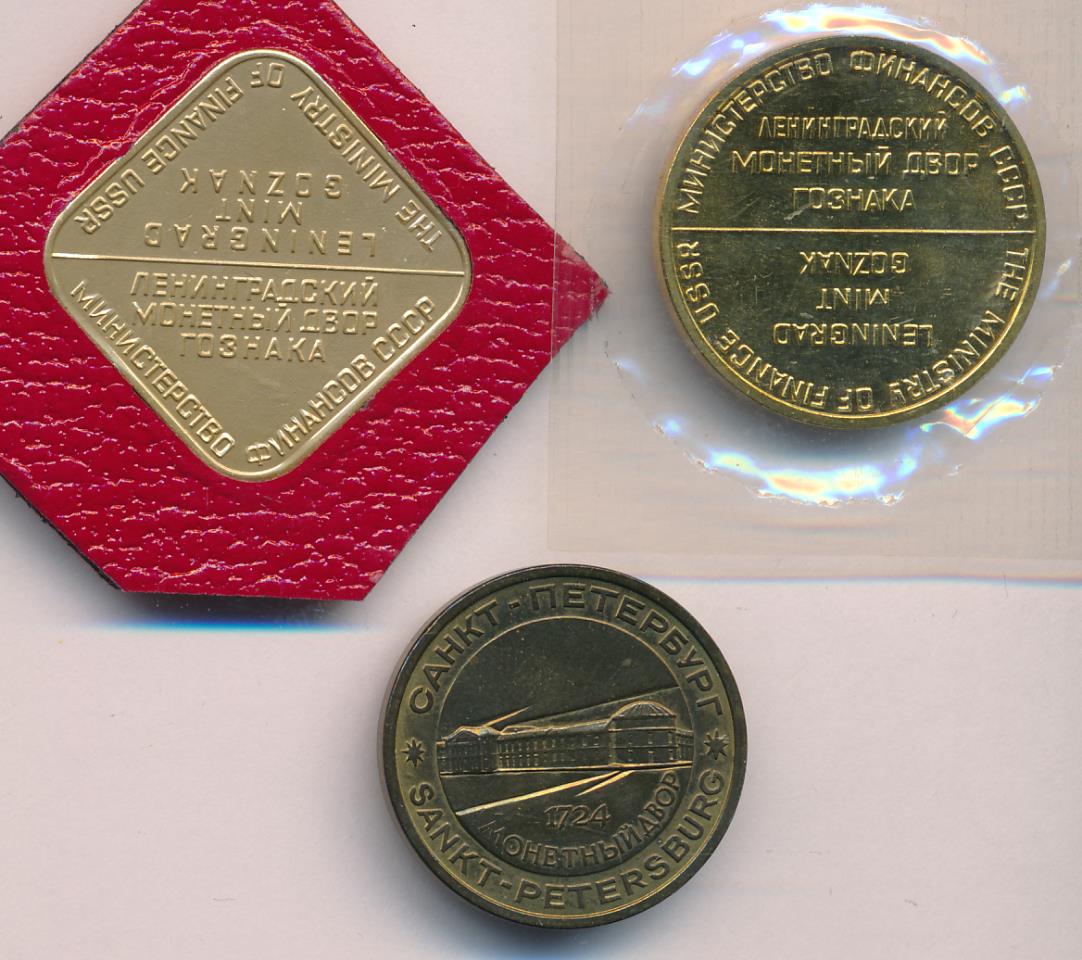 THE MINISTRY
OF FINANCE USSR
LENINGRAD
MINT
GOZNAK
ЛЕНИНГРАДСКИЙ
МОНЕТНЫЙ ДВОР
ГОЗНАКА
МИНИСТЕРСТВО
ФИНАНСОВ СССР
МИНИСТЕРСТВО ФИНАНСОВ СССР
ЛЕНИНГРАДСКИЙ
МОНЕТНЫЙ ДВОР
ГОЗНАКА
LENINGRAD
MINT
GOZNAK
THE MINISTRY OF FINANCE USSR
САНКТ-ПЕТЕРБУРГ
1724
МОНЕТНЫЙ ДВОР
SANKT-PETERSBURG